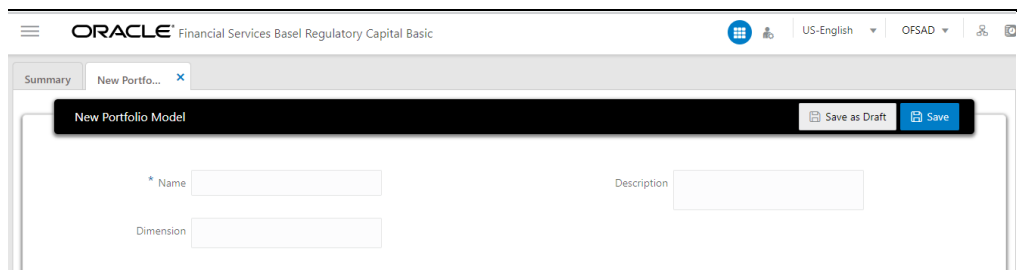 ORACLE Financial Services Basel Regulatory Capital Basic US-English OFSAD
Summary New Portfo... ×
New Portfolio Model Save as Draft Save
* Name Description
Dimension